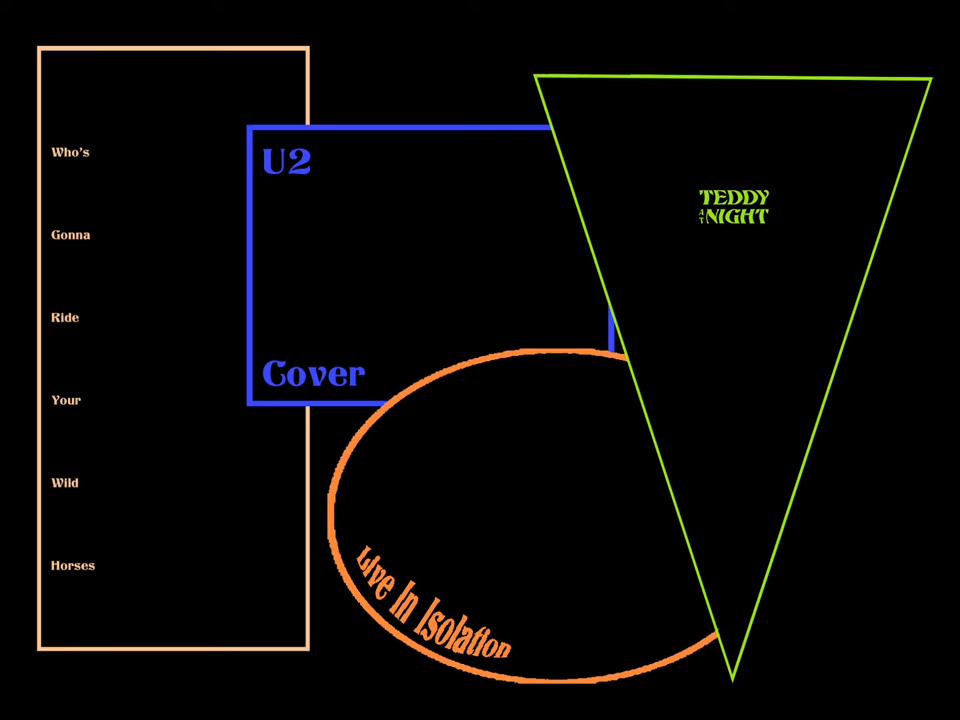 Who's
Gonna
Ride
Your
Wild
Horses
U2
Cover
Live In Isolation
TEDDY
AT NIGHT